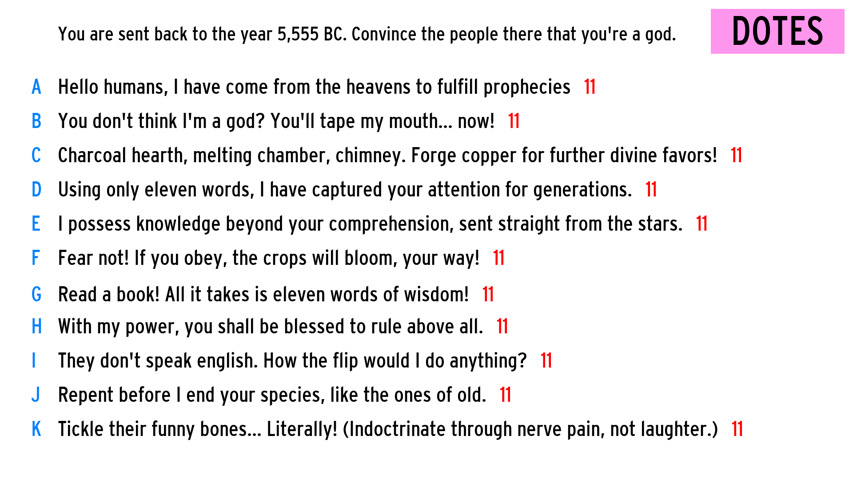 You are sent back to the year 5,555 BC. Convince the people there that you're a god.
DOTES
A Hello humans, I have come from the heavens to fulfill prophecies 11
B You don't think I'm a god? You'll tape my mouth... now! 11
C Charcoal hearth, melting chamber, chimney. Forge copper for further divine favors! 11
D Using only eleven words, I have captured your attention for generations. 11
E I possess knowledge beyond your comprehension, sent straight from the stars. 11
F Fear not! If you obey, the crops will bloom, your way! 11
G Read a book! All it takes is eleven words of wisdom! 11
H With my power, you shall be blessed to rule above all. 11
I They don't speak english. How the flip would I do anything? 11
J Repent before I end your species, like the ones of old. 11
K Tickle their funny bones... Literally! (Indoctrinate through nerve pain, not laughter.) 11